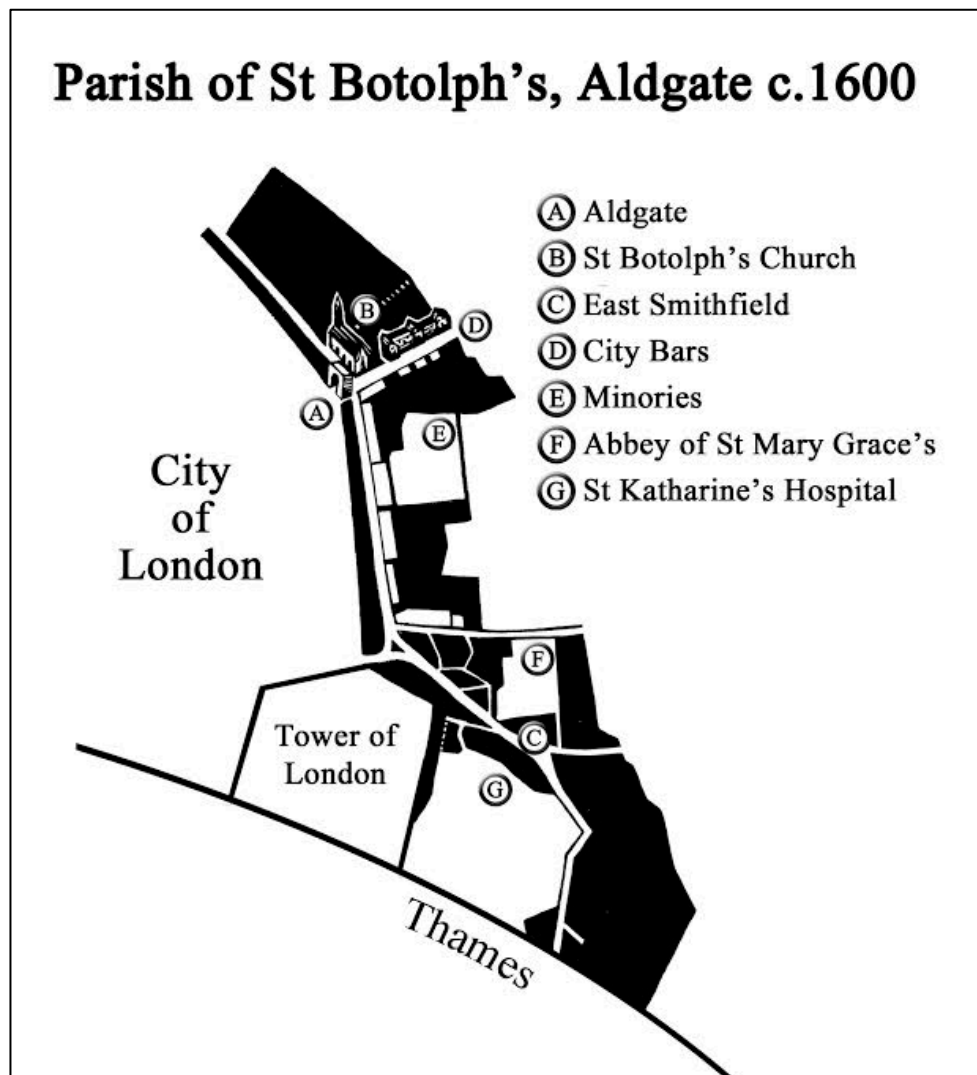 Parish of St Botolph's, Aldgate c.1600
A Aldgate
B St Botolph's Church
C East Smithfield
D City Bars
E Minories
F Abbey of St Mary Grace's
G St Katharine's Hospital
B
D
A
E
City
of
London
F
Tower of
London
C
G
Thames